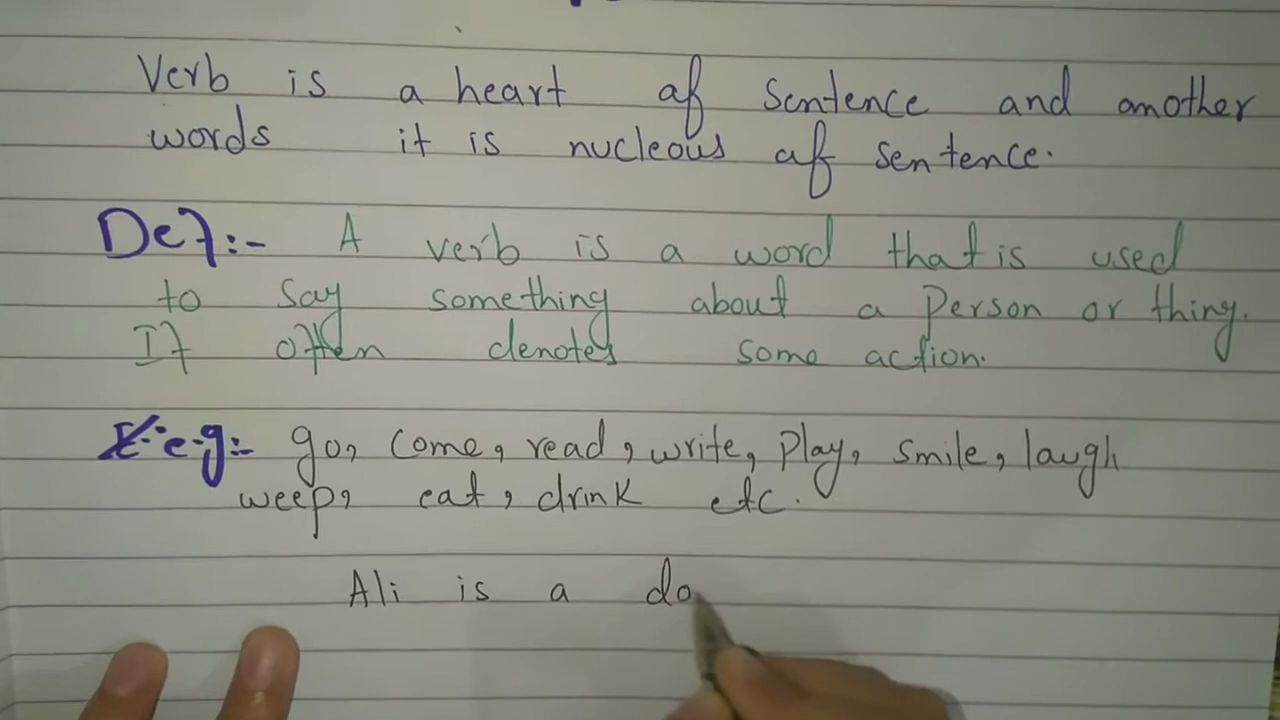 Verb is a heart of sentence and another
words it is nucleous of sentence.
Def:- A verb is a word that is used
to say something about a person or thing.
It often denotes some action.
e.g:- go, come, read, write, play, smile, laugh
weep, eat, drink etc.
Ali is a do